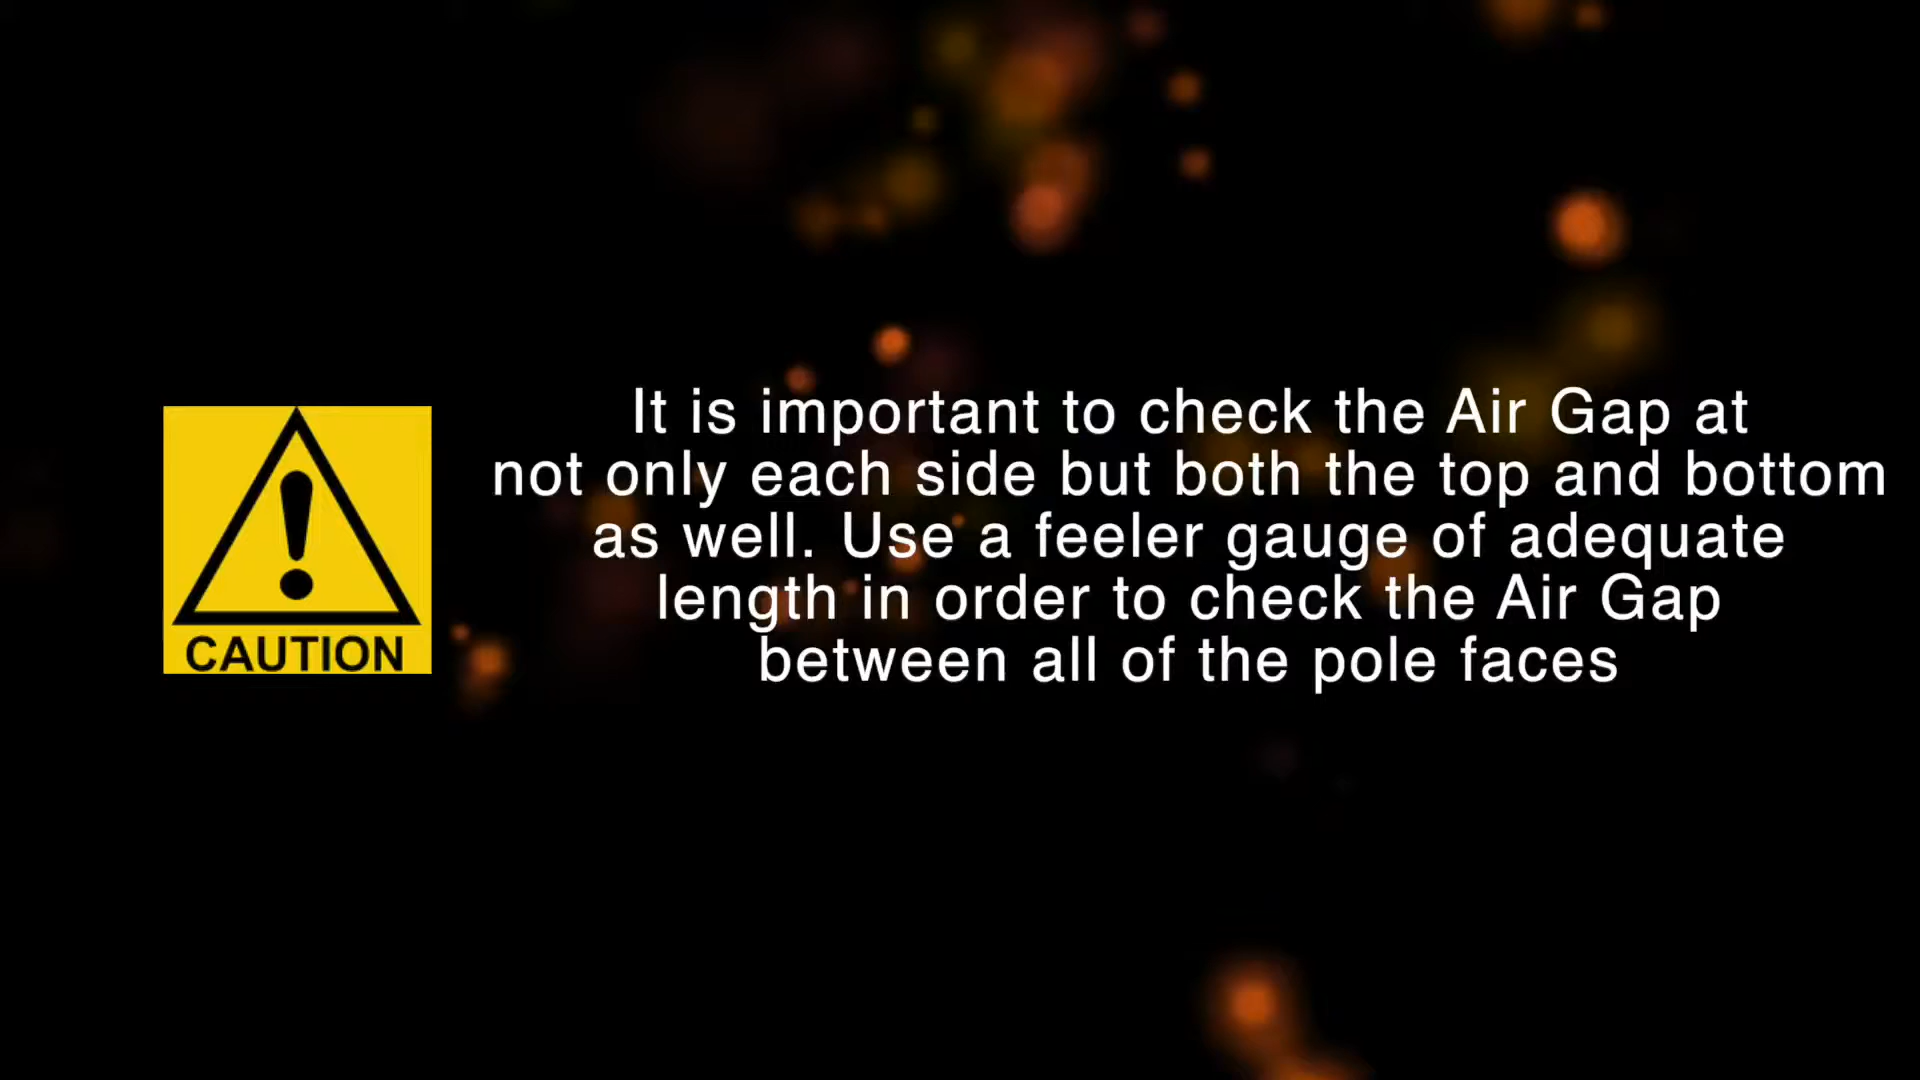 It is important to check the Air Gap at
not only each side but both the top and bottom
as well. Use a feeler gauge of adequate
length in order to check the Air Gap
between all of the pole faces
CAUTION